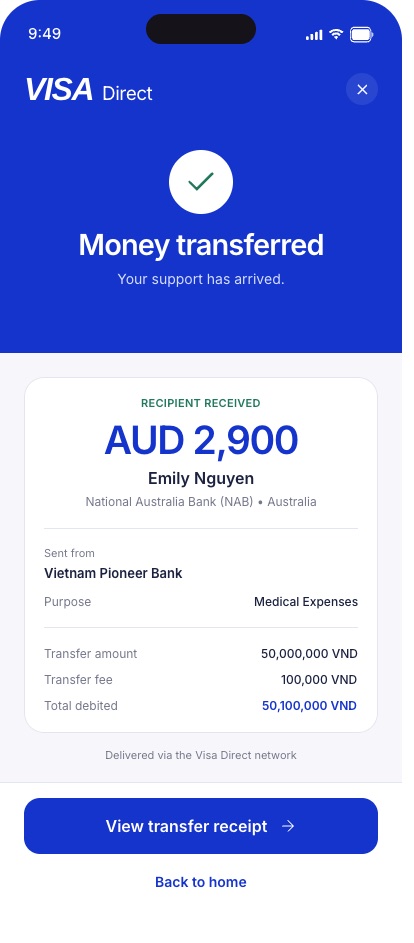 9:49
VISA Direct
Money transferred
Your support has arrived.
RECIPIENT RECEIVED
AUD 2,900
Emily Nguyen
National Australia Bank (NAB) • Australia
Sent from
Vietnam Pioneer Bank
Purpose Medical Expenses
Transfer amount 50,000,000 VND
Transfer fee 100,000 VND
Total debited 50,100,000 VND
Delivered via the Visa Direct network
View transfer receipt →
Back to home